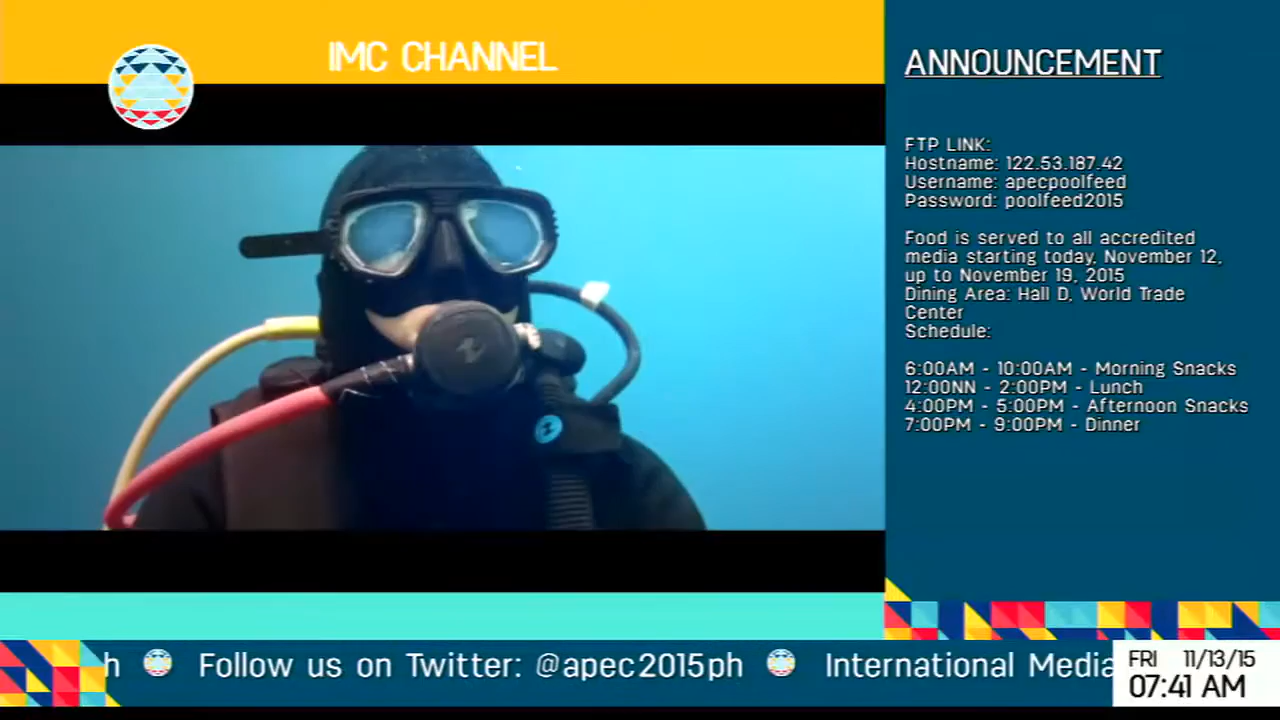 IMC CHANNEL
ANNOUNCEMENT
FTP LINK:
Hostname: 122.53.187.42
Username: apecpoolfeed
Password: poolfeed2015
Food is served to all accredited
media starting today, November 12,
up to November 19, 2015
Dining Area: Hall D, World Trade
Center
Schedule:
6:00AM - 10:00AM - Morning Snacks
12:00NN - 2:00PM - Lunch
4:00PM - 5:00PM - Afternoon Snacks
7:00PM - 9:00PM - Dinner
h Follow us on Twitter: @apec2015ph International Media
FRI 11/13/15
07:41 AM